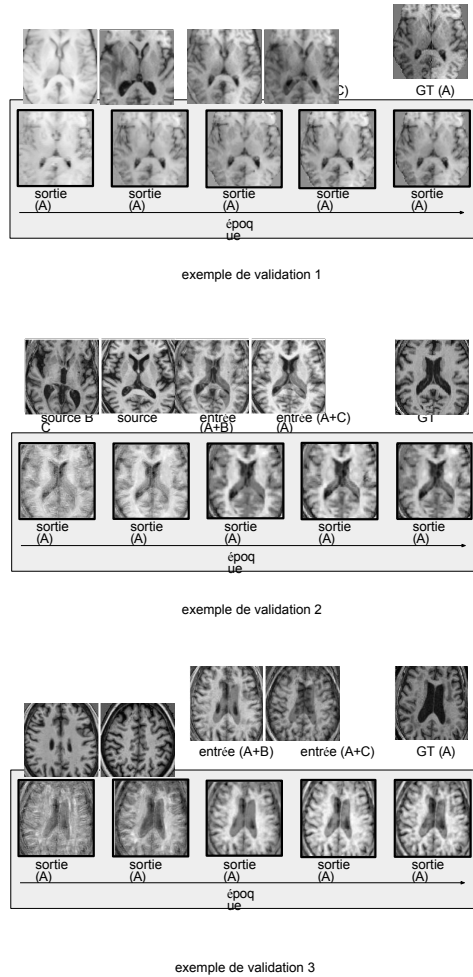 C)
GT (A)
sortie sortie sortie sortie sortie
(A) (A) (A) (A) (A)
époq
ue
exemple de validation 1
source B source entrée entrée (A+C) GT
C (A+B) (A)
sortie sortie sortie sortie sortie
(A) (A) (A) (A) (A)
époq
ue
exemple de validation 2
entrée (A+B) entrée (A+C) GT (A)
sortie sortie sortie sortie sortie
(A) (A) (A) (A) (A)
époq
ue
exemple de validation 3